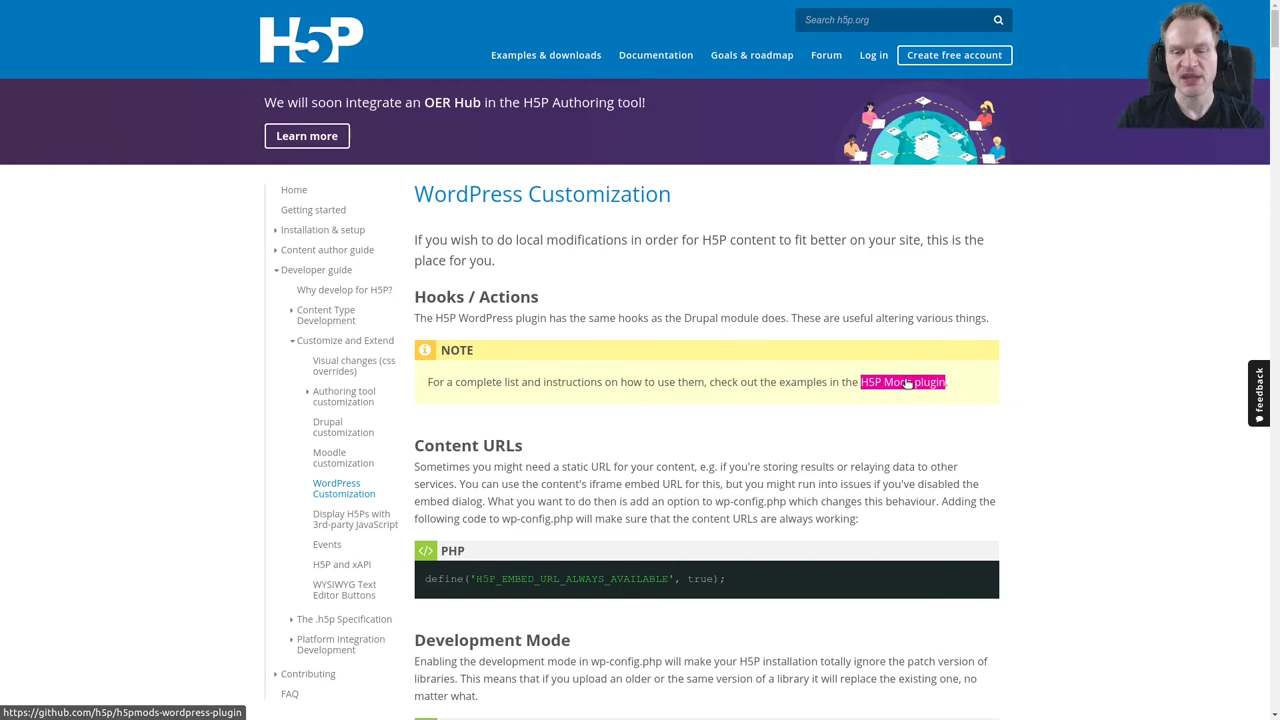 H5P
Search h5p.org
Examples & downloads
Documentation
Goals & roadmap
Forum
Log in
Create free account
We will soon integrate an OER Hub in the H5P Authoring tool!
Learn more
Home
Getting started
Installation & setup
Content author guide
Developer guide
Why develop for H5P?
Content Type
Development
Customize and Extend
Visual changes (css
overrides)
Authoring tool
customization
Drupal
customization
Moodle
customization
WordPress
Customization
Display H5Ps with
3rd-party JavaScript
Events
H5P and xAPI
WYSIWYG Text
Editor Buttons
The .h5p Specification
Platform Integration
Development
Contributing
FAQ
WordPress Customization
If you wish to do local modifications in order for H5P content to fit better on your site, this is the
place for you.
Hooks / Actions
The H5P WordPress plugin has the same hooks as the Drupal module does. These are useful altering various things.
NOTE
For a complete list and instructions on how to use them, check out the examples in the H5P Mods plugin.
Content URLs
Sometimes you might need a static URL for your content, e.g. if you're storing results or relaying data to other
services. You can use the content's iframe embed URL for this, but you might run into issues if you've disabled the
embed dialog. What you want to do then is add an option to wp-config.php which changes this behaviour. Adding the
following code to wp-config.php will make sure that the content URLs are always working:
PHP
define('H5P_EMBED_URL_ALWAYS_AVAILABLE', true);
Development Mode
Enabling the development mode in wp-config.php will make your H5P installation totally ignore the patch version of
libraries. This means that if you upload an older or the same version of a library it will replace the existing one, no
matter what.
feedback
https://github.com/h5p/h5pmods-wordpress-plugin